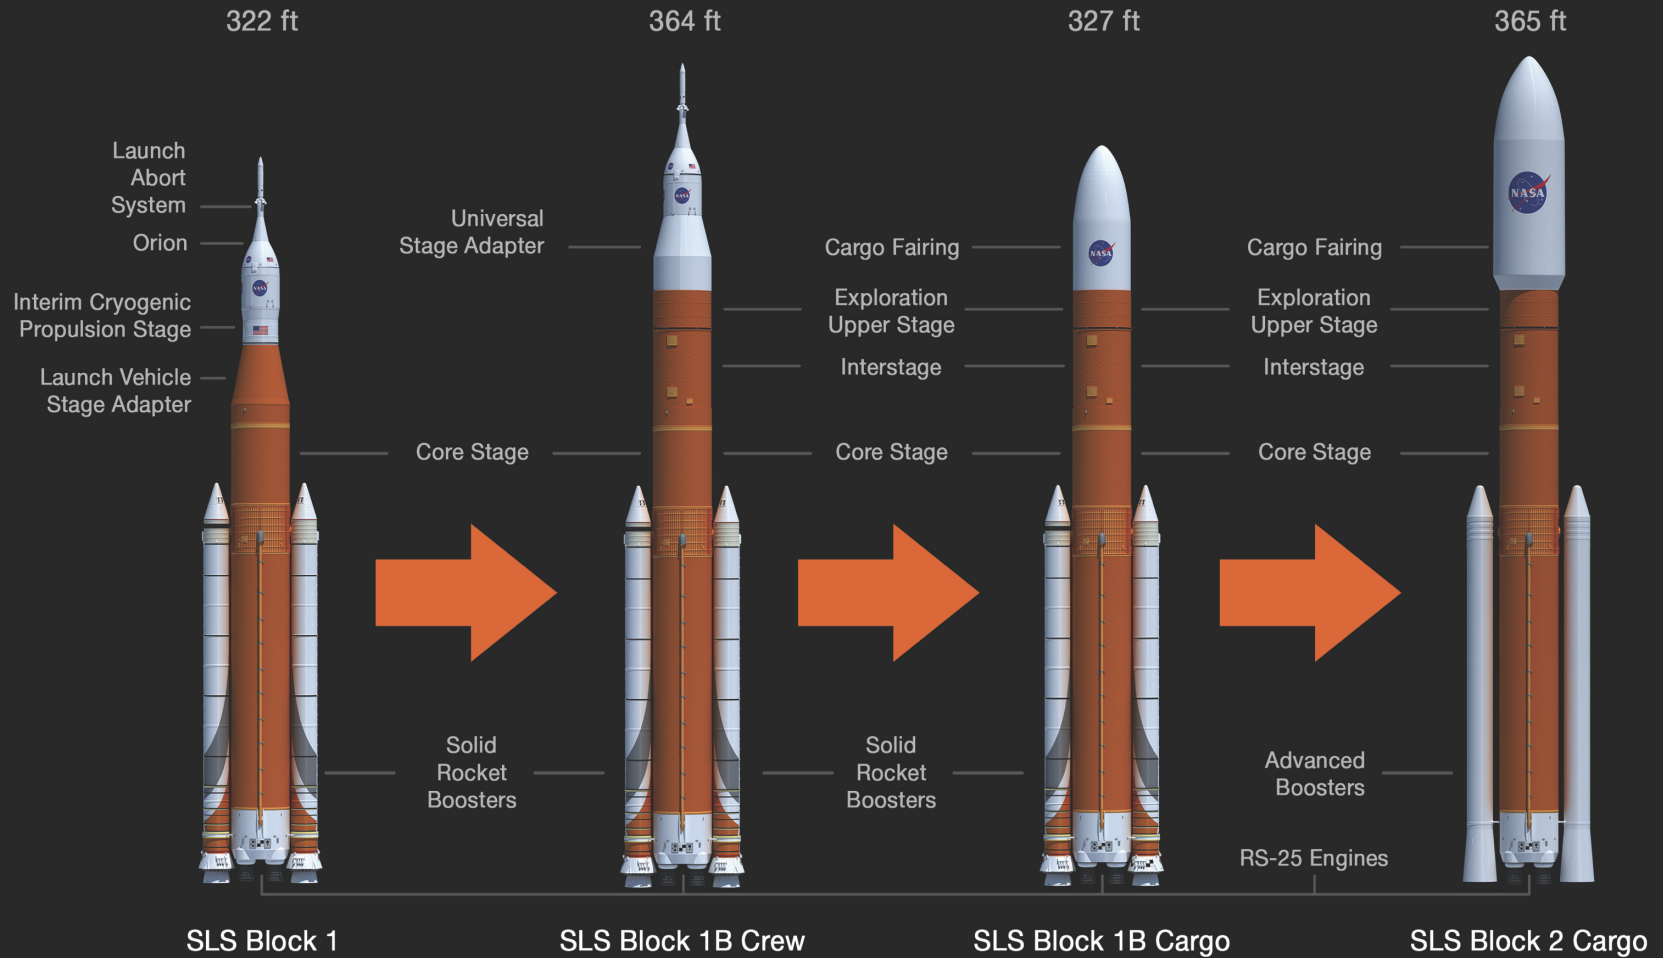 322 ft
364 ft
327 ft
365 ft
Launch
Abort
System
Orion
Interim Cryogenic
Propulsion Stage
Launch Vehicle
Stage Adapter
Universal
Stage Adapter
Cargo Fairing
Cargo Fairing
Exploration
Upper Stage
Exploration
Upper Stage
Interstage
Interstage
Core Stage
Core Stage
Core Stage
Solid
Rocket
Boosters
Solid
Rocket
Boosters
Advanced
Boosters
RS-25 Engines
NASA
NASA
NASA
NASA
SLS Block 1
SLS Block 1B Crew
SLS Block 1B Cargo
SLS Block 2 Cargo